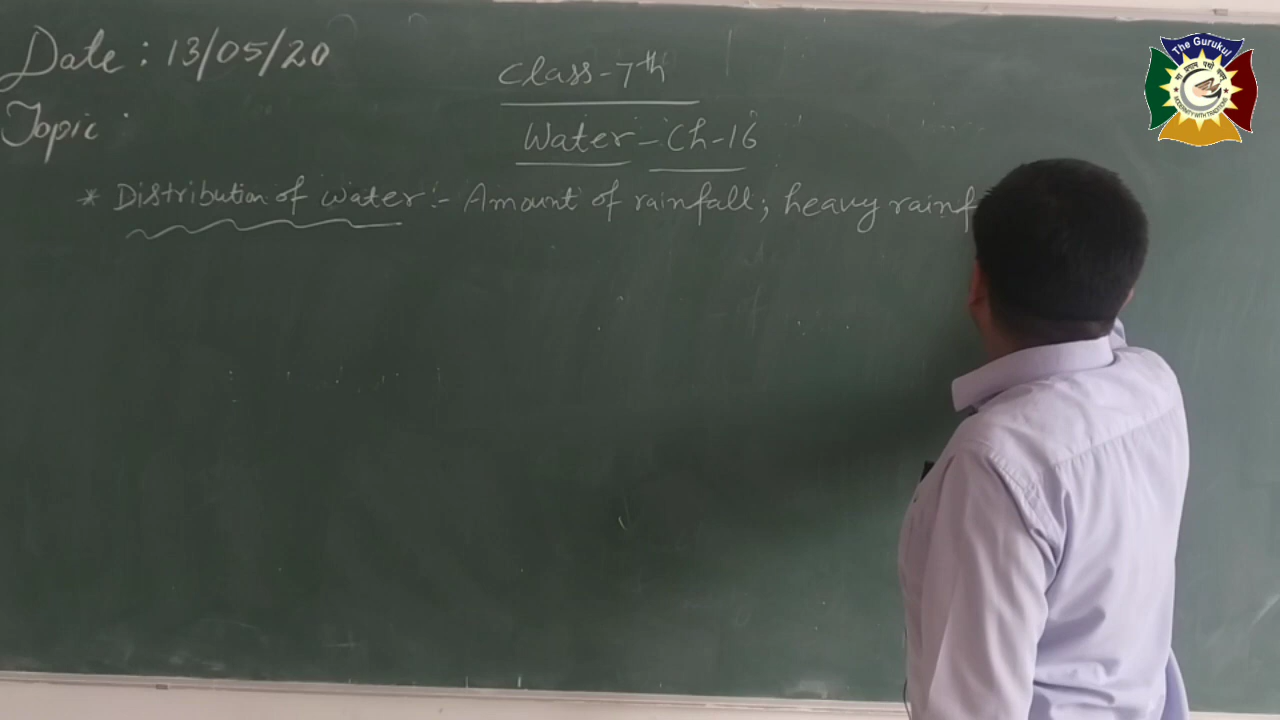 Date : 13/05/20
Class-7th
Topic :
Water - Ch-16
* Distribution of water :- Amount of rainfall; heavy rainf
The Gurukul